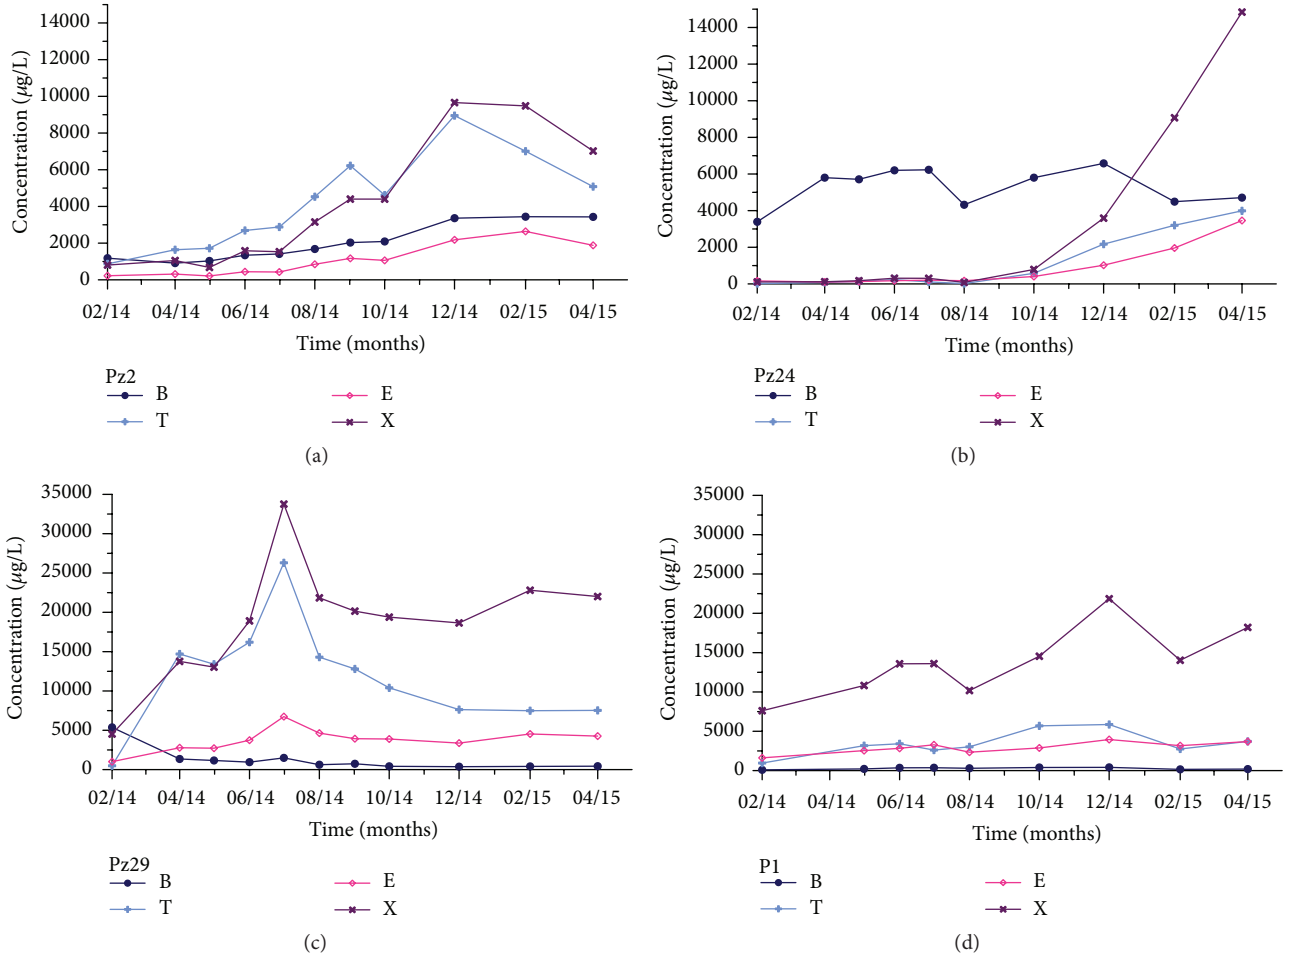 14000
12000
10000
8000
6000
4000
2000
0
Concentration (µg/L)
02/14 04/14 06/14 08/14 10/14 12/14 02/15 04/15
Time (months)
Pz2
B E
T X
(a)
14000
12000
10000
8000
6000
4000
2000
0
Concentration (µg/L)
02/14 04/14 06/14 08/14 10/14 12/14 02/15 04/15
Time (months)
Pz24
B E
T X
(b)
35000
30000
25000
20000
15000
10000
5000
0
Concentration (µg/L)
02/14 04/14 06/14 08/14 10/14 12/14 02/15 04/15
Time (months)
Pz29
B E
T X
(c)
35000
30000
25000
20000
15000
10000
5000
0
Concentration (µg/L)
02/14 04/14 06/14 08/14 10/14 12/14 02/15 04/15
Time (months)
P1
B E
T X
(d)